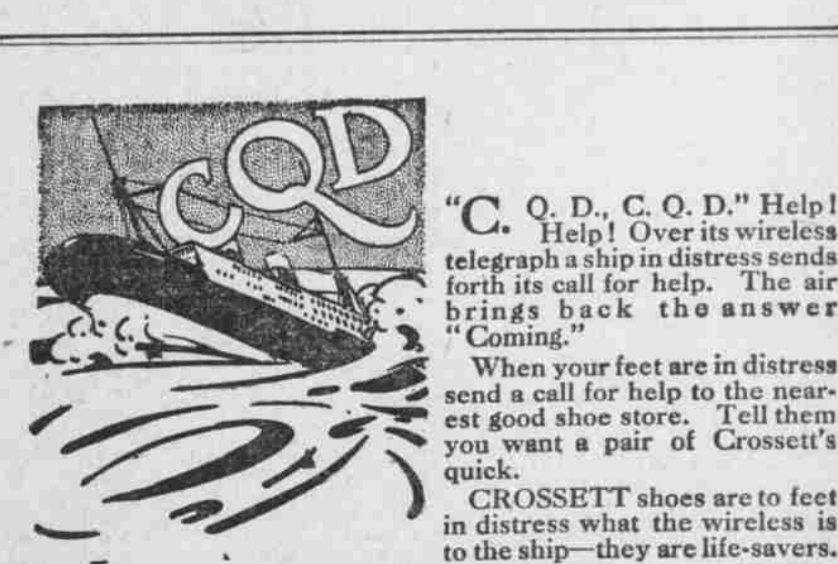 CQD
"C. Q. D., C. Q. D." Help!
Help! Over its wireless
telegraph a ship in distress sends
forth its call for help. The air
brings back the answer
"Coming."
When your feet are in distress
send a call for help to the near-
est good shoe store. Tell them
you want a pair of Crossett's
quick.
CROSSETT shoes are to feet
in distress what the wireless is
to the ship—they are life-savers.